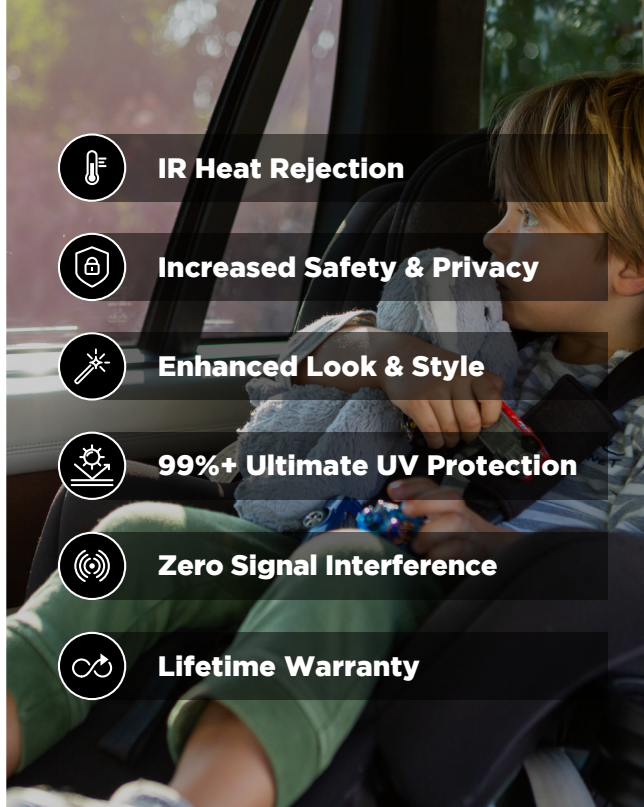 IR Heat Rejection
Increased Safety & Privacy
Enhanced Look & Style
99%+ Ultimate UV Protection
Zero Signal Interference
Lifetime Warranty